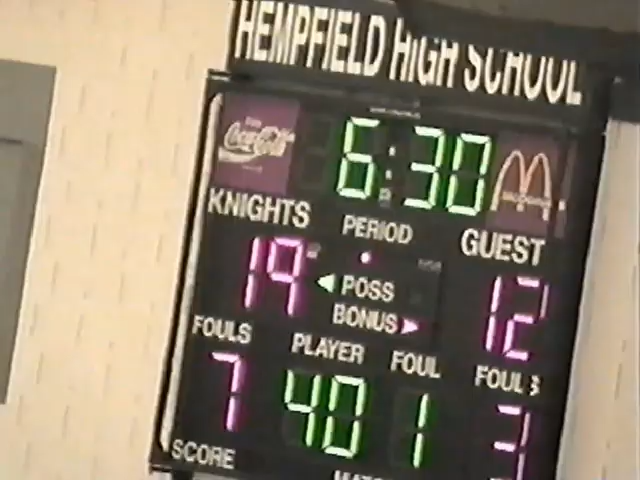 HEMPFIELD HIGH SCHOOL
Coca-Cola
6:30
KNIGHTS PERIOD GUEST
19 POSS 12
BONUS
FOULS PLAYER FOUL FOULS
7 40 1 3
SCORE